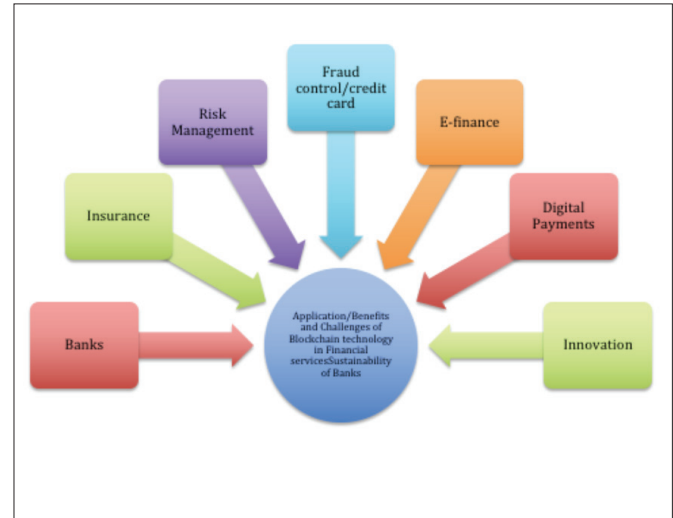 Fraud
control/credit
card
Risk
Management
E-finance
Insurance
Digital
Payments
Banks
Application/Benefits
and Challenges of
Blockchain technology
in Financial
servicesSustainability
of Banks
Innovation